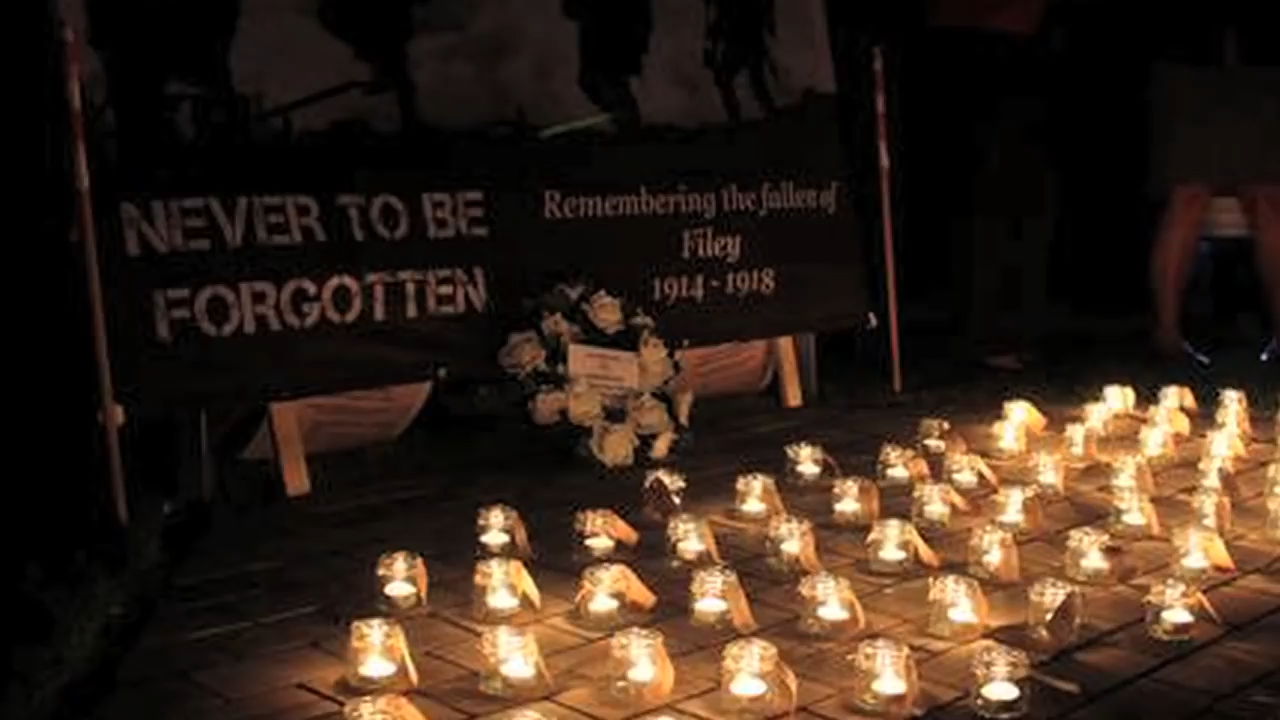 NEVER TO BE
FORGOTTEN
Remembering the fallen of
Filey
1914 - 1918